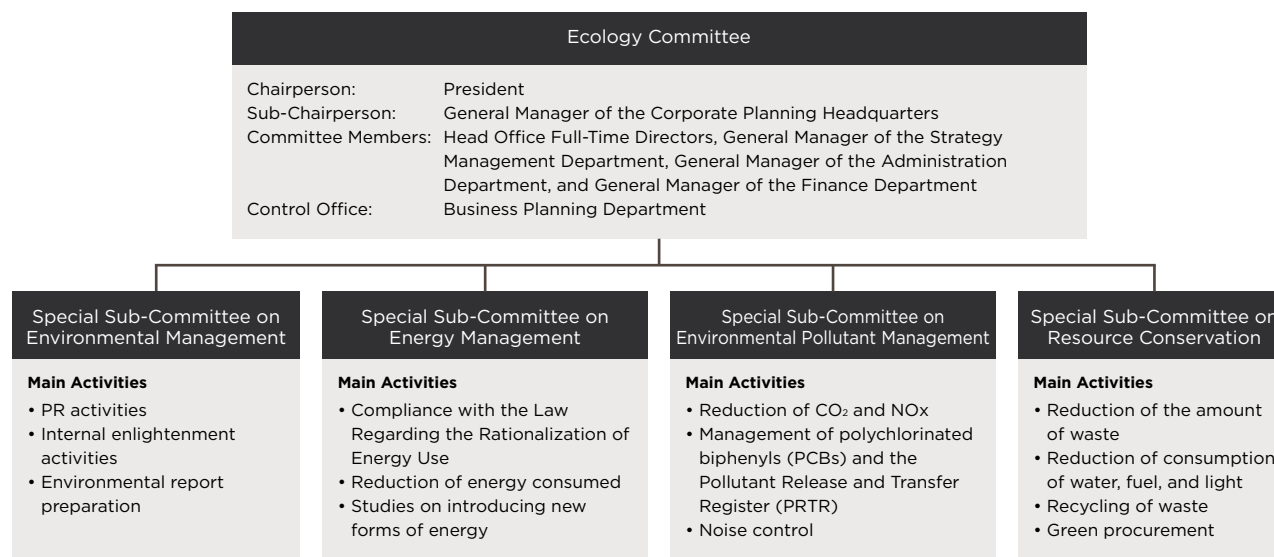 Ecology Committee
Chairperson: President
Sub-Chairperson: General Manager of the Corporate Planning Headquarters
Committee Members: Head Office Full-Time Directors, General Manager of the Strategy
Management Department, General Manager of the Administration
Department, and General Manager of the Finance Department
Control Office: Business Planning Department
Special Sub-Committee on
Environmental Management
Main Activities
• PR activities
• Internal enlightenment
activities
• Environmental report
preparation
Special Sub-Committee on
Energy Management
Main Activities
• Compliance with the Law
Regarding the Rationalization of
Energy Use
• Reduction of energy consumed
• Studies on introducing new
forms of energy
Special Sub-Committee on
Environmental Pollutant Management
Main Activities
• Reduction of CO₂ and NOx
• Management of polychlorinated
biphenyls (PCBs) and the
Pollutant Release and Transfer
Register (PRTR)
• Noise control
Special Sub-Committee on
Resource Conservation
Main Activities
• Reduction of the amount
of waste
• Reduction of consumption
of water, fuel, and light
• Recycling of waste
• Green procurement